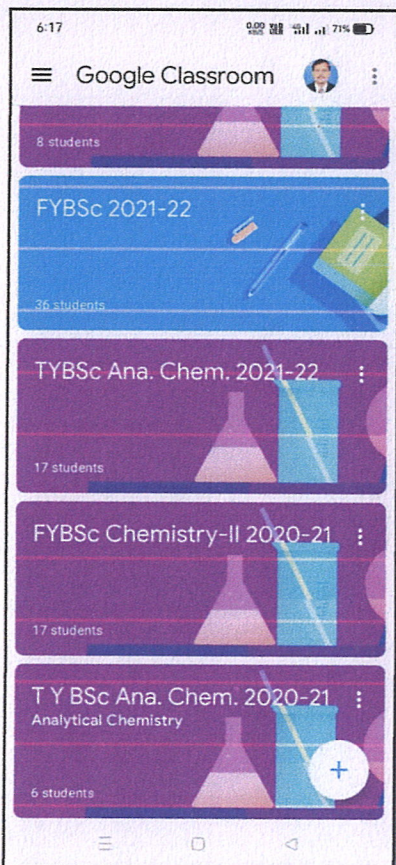 6:17
71%
Google Classroom
8 students
FYBSc 2021-22
36 students
TYBSc Ana. Chem. 2021-22
17 students
FYBSc Chemistry-II 2020-21
17 students
T Y BSc Ana. Chem. 2020-21
Analytical Chemistry
6 students